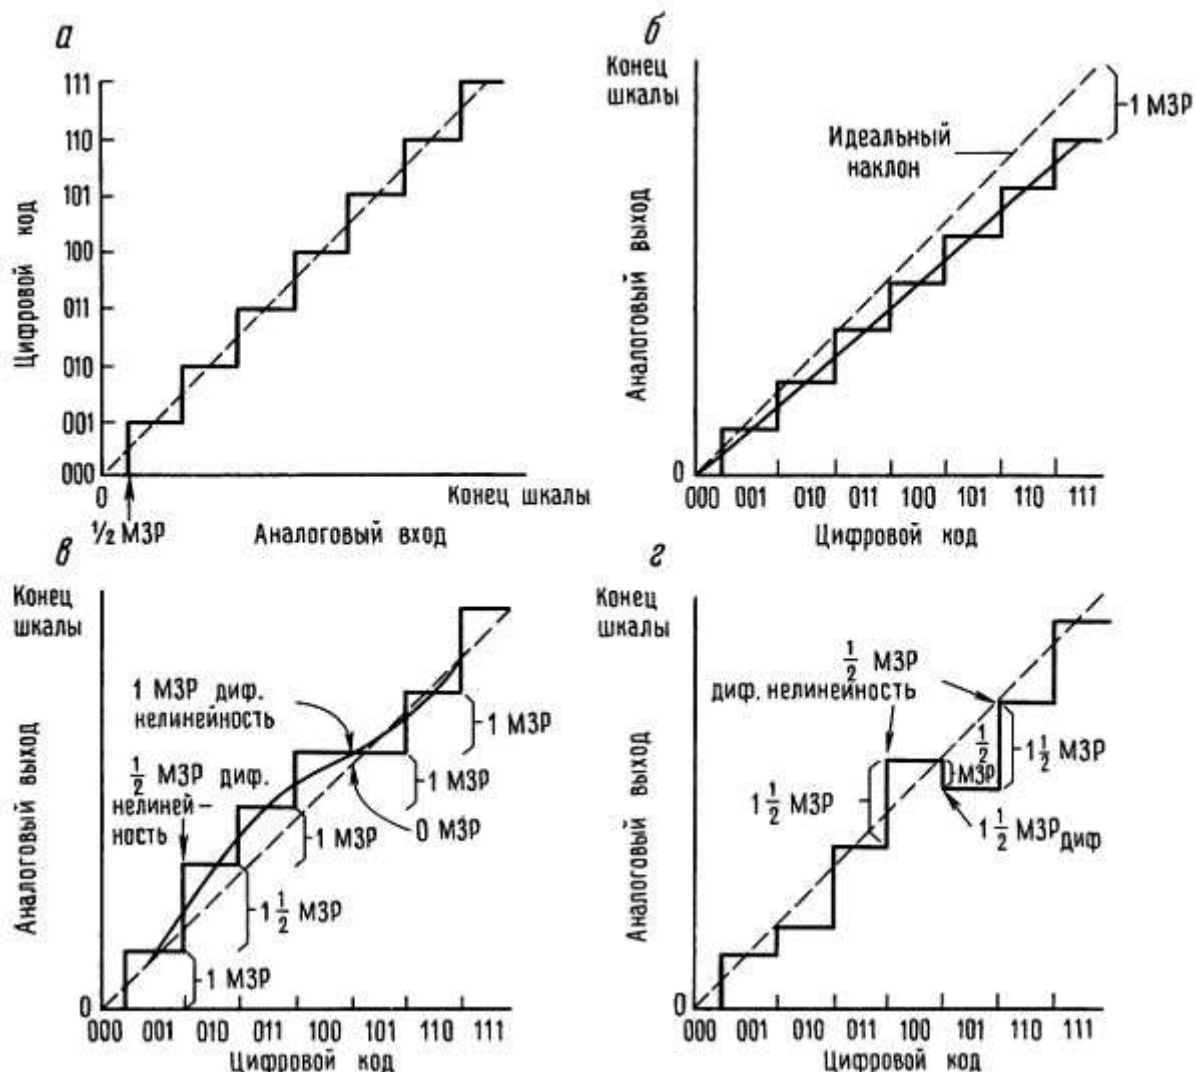 а
111
110
101
100
011
010
001
000
Цифровой код
0
Конец шкалы
½ МЗР
Аналоговый вход
б
Конец
шкалы
1 МЗР
Идеальный
наклон
Аналоговый выход
0
000 001 010 011 100 101 110 111
Цифровой код
в
Конец
шкалы
1 МЗР диф.
нелинейность
1 МЗР
½ МЗР диф.
нелиней-
ность
1 МЗР
1 МЗР
0 МЗР
1 ½ МЗР
1 МЗР
Аналоговый выход
0
000 001 010 011 100 101 110 111
Цифровой код
г
Конец
шкалы
½ МЗР
диф. нелинейность
½
МЗР
1 ½ МЗР
1 ½ МЗР
1 ½ МЗР диф
Аналоговый выход
0
000 001 010 011 100 101 110 111
Цифровой код